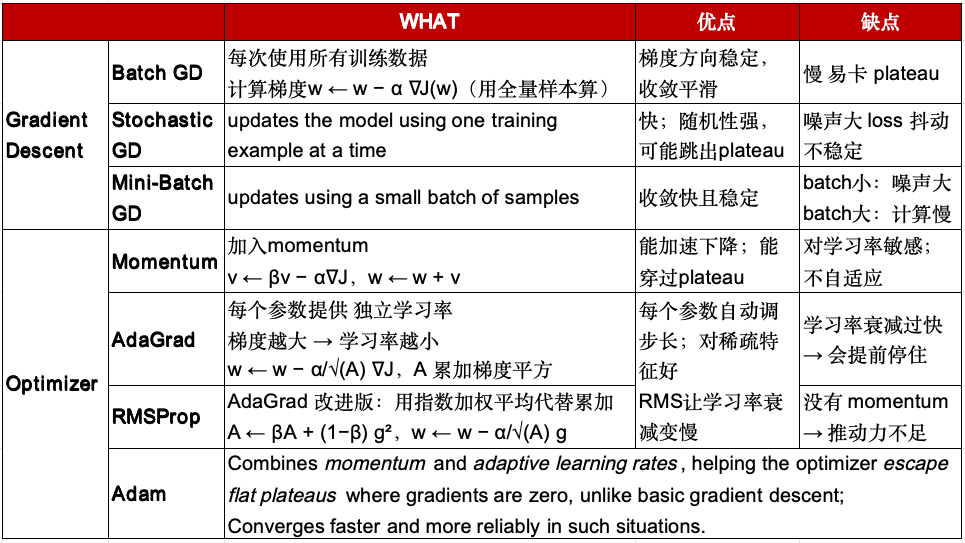 WHAT 优点 缺点
Gradient Descent
Batch GD
每次使用所有训练数据
计算梯度w ← w − α ∇J(w)（用全量样本算）
梯度方向稳定，
收敛平滑
慢 易卡 plateau
Stochastic
GD
updates the model using one training
example at a time
快；随机性强，
可能跳出plateau
噪声大 loss 抖动
不稳定
Mini-Batch
GD
updates using a small batch of samples
收敛快且稳定
batch小：噪声大
batch大：计算慢
Optimizer
Momentum
加入momentum
v ← βv − α∇J，w ← w + v
能加速下降；能
穿过plateau
对学习率敏感；
不自适应
AdaGrad
每个参数提供 独立学习率
梯度越大 → 学习率越小
w ← w − α/√(A) ∇J，A 累加梯度平方
每个参数自动调
步长；对稀疏特
征好
学习率衰减过快
→ 会提前停住
RMSProp
AdaGrad 改进版：用指数加权平均代替累加
A ← βA + (1−β) g²，w ← w − α/√(A) g
RMS让学习率衰
减变慢
没有 momentum
→ 推动力不足
Adam
Combines momentum and adaptive learning rates, helping the optimizer escape
flat plateaus where gradients are zero, unlike basic gradient descent;
Converges faster and more reliably in such situations.